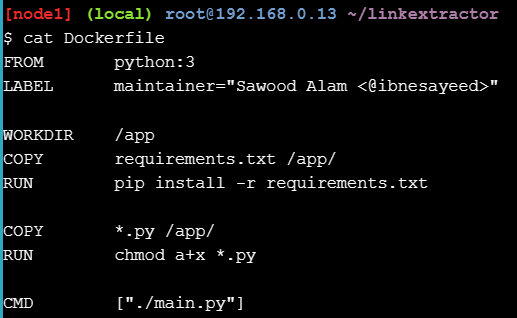 [node1] (local) root@192.168.0.13 ~/linkextractor
$ cat Dockerfile
FROM       python:3
LABEL      maintainer="Sawood Alam <@ibnesayeed>"

WORKDIR    /app
COPY       requirements.txt /app/
RUN        pip install -r requirements.txt

COPY       *.py /app/
RUN        chmod a+x *.py

CMD        ["./main.py"]